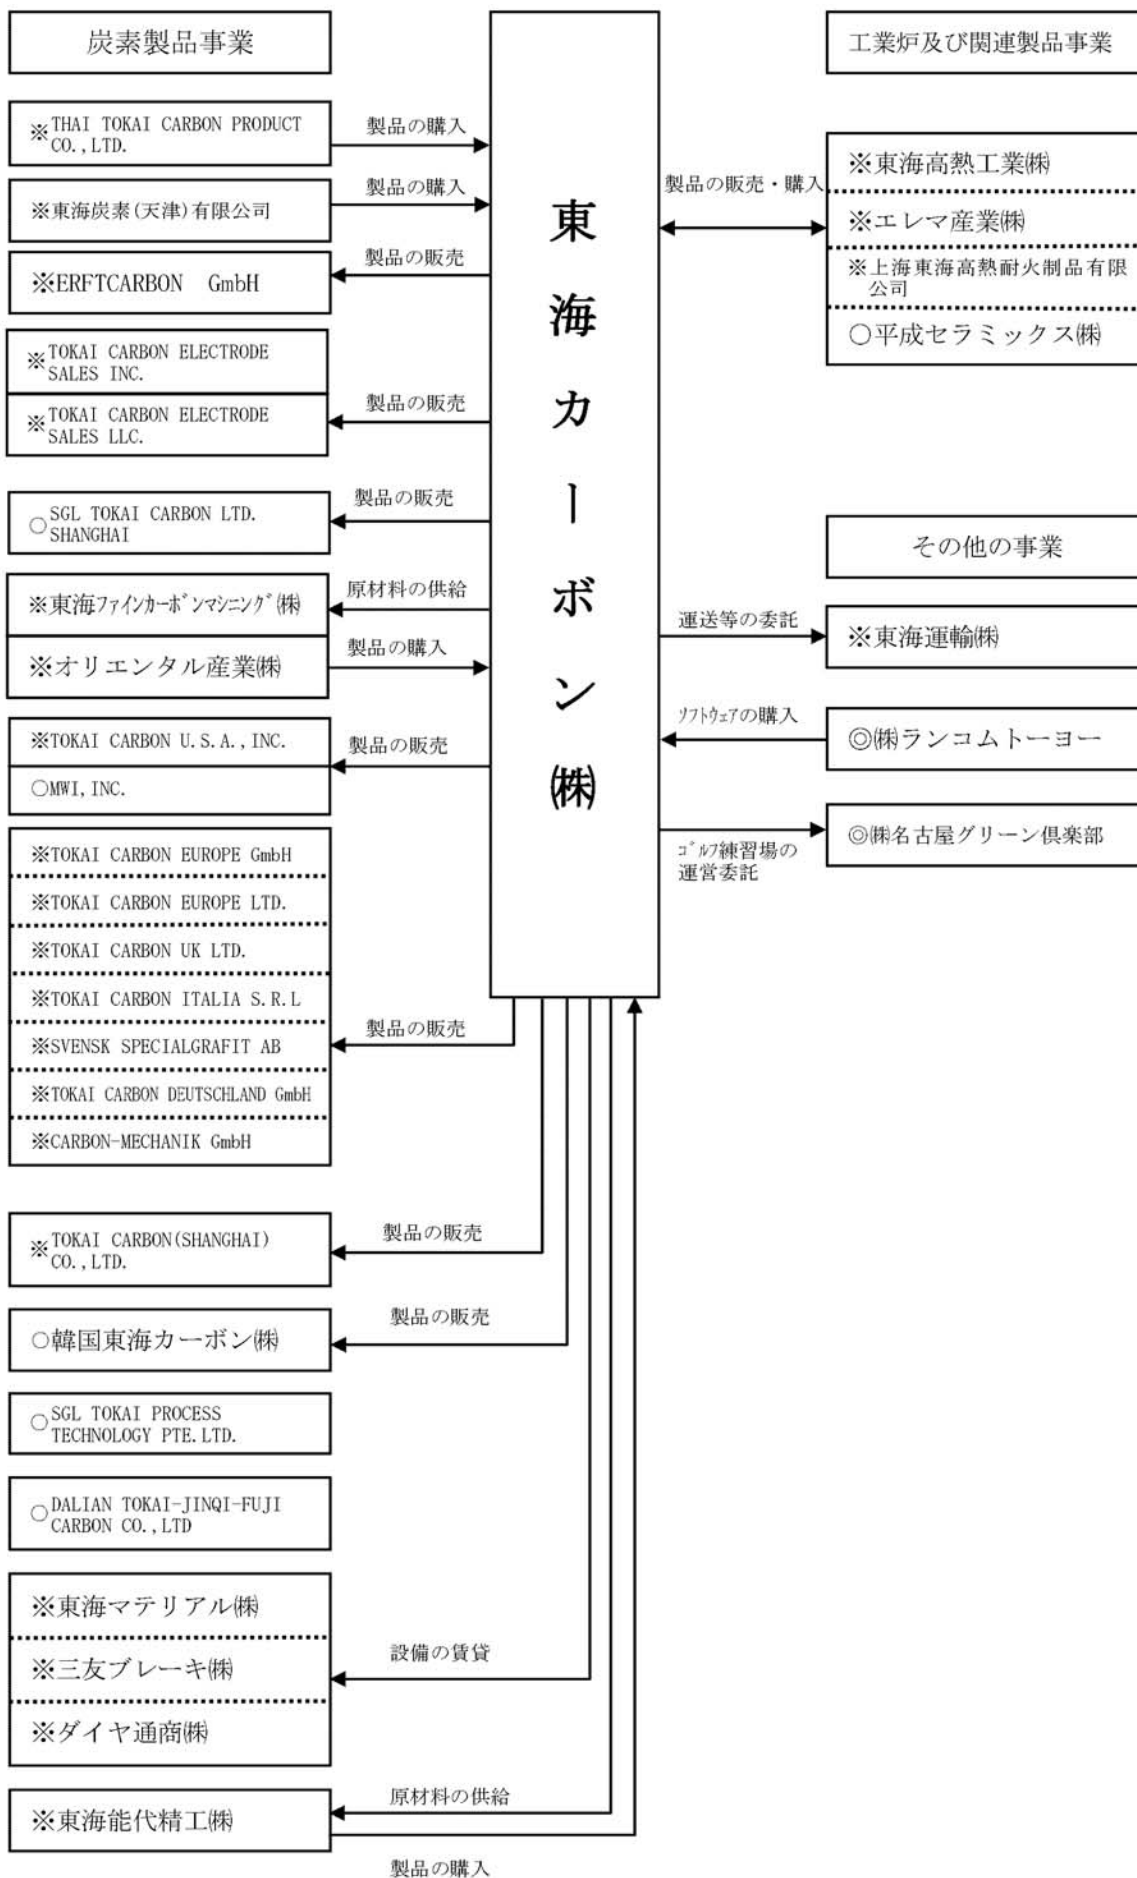 炭素製品事業
※THAI TOKAI CARBON PRODUCT
CO.,LTD.
製品の購入
※東海炭素(天津)有限公司
製品の購入
※ERFTCARBON GmbH
製品の販売
※TOKAI CARBON ELECTRODE
SALES INC.
※TOKAI CARBON ELECTRODE
SALES LLC.
製品の販売
○SGL TOKAI CARBON LTD.
SHANGHAI
製品の販売
※東海ファインカーボンマシニング㈱
原材料の供給
※オリエンタル産業㈱
製品の購入
※TOKAI CARBON U.S.A.,INC.
○MWI,INC.
製品の販売
※TOKAI CARBON EUROPE GmbH
※TOKAI CARBON EUROPE LTD.
※TOKAI CARBON UK LTD.
※TOKAI CARBON ITALIA S.R.L
※SVENSK SPECIALGRAFIT AB
※TOKAI CARBON DEUTSCHLAND GmbH
※CARBON-MECHANIK GmbH
製品の販売
※TOKAI CARBON(SHANGHAI)
CO.,LTD.
製品の販売
○韓国東海カーボン㈱
製品の販売
○SGL TOKAI PROCESS
TECHNOLOGY PTE.LTD.
○DALIAN TOKAI-JINQI-FUJI
CARBON CO.,LTD
※東海マテリアル㈱
※三友ブレーキ㈱
※ダイヤ通商㈱
設備の賃貸
※東海能代精工㈱
原材料の供給
製品の購入
東海カーボン㈱
工業炉及び関連製品事業
製品の販売・購入
※東海高熱工業㈱
※エレマ産業㈱
※上海東海高熱耐火制品有限
公司
○平成セラミックス㈱
その他の事業
運送等の委託
※東海運輸㈱
ソフトウェアの購入
◎㈱ランコムトーヨー
◎㈱名古屋グリーン倶楽部
ゴルフ練習場の
運営委託